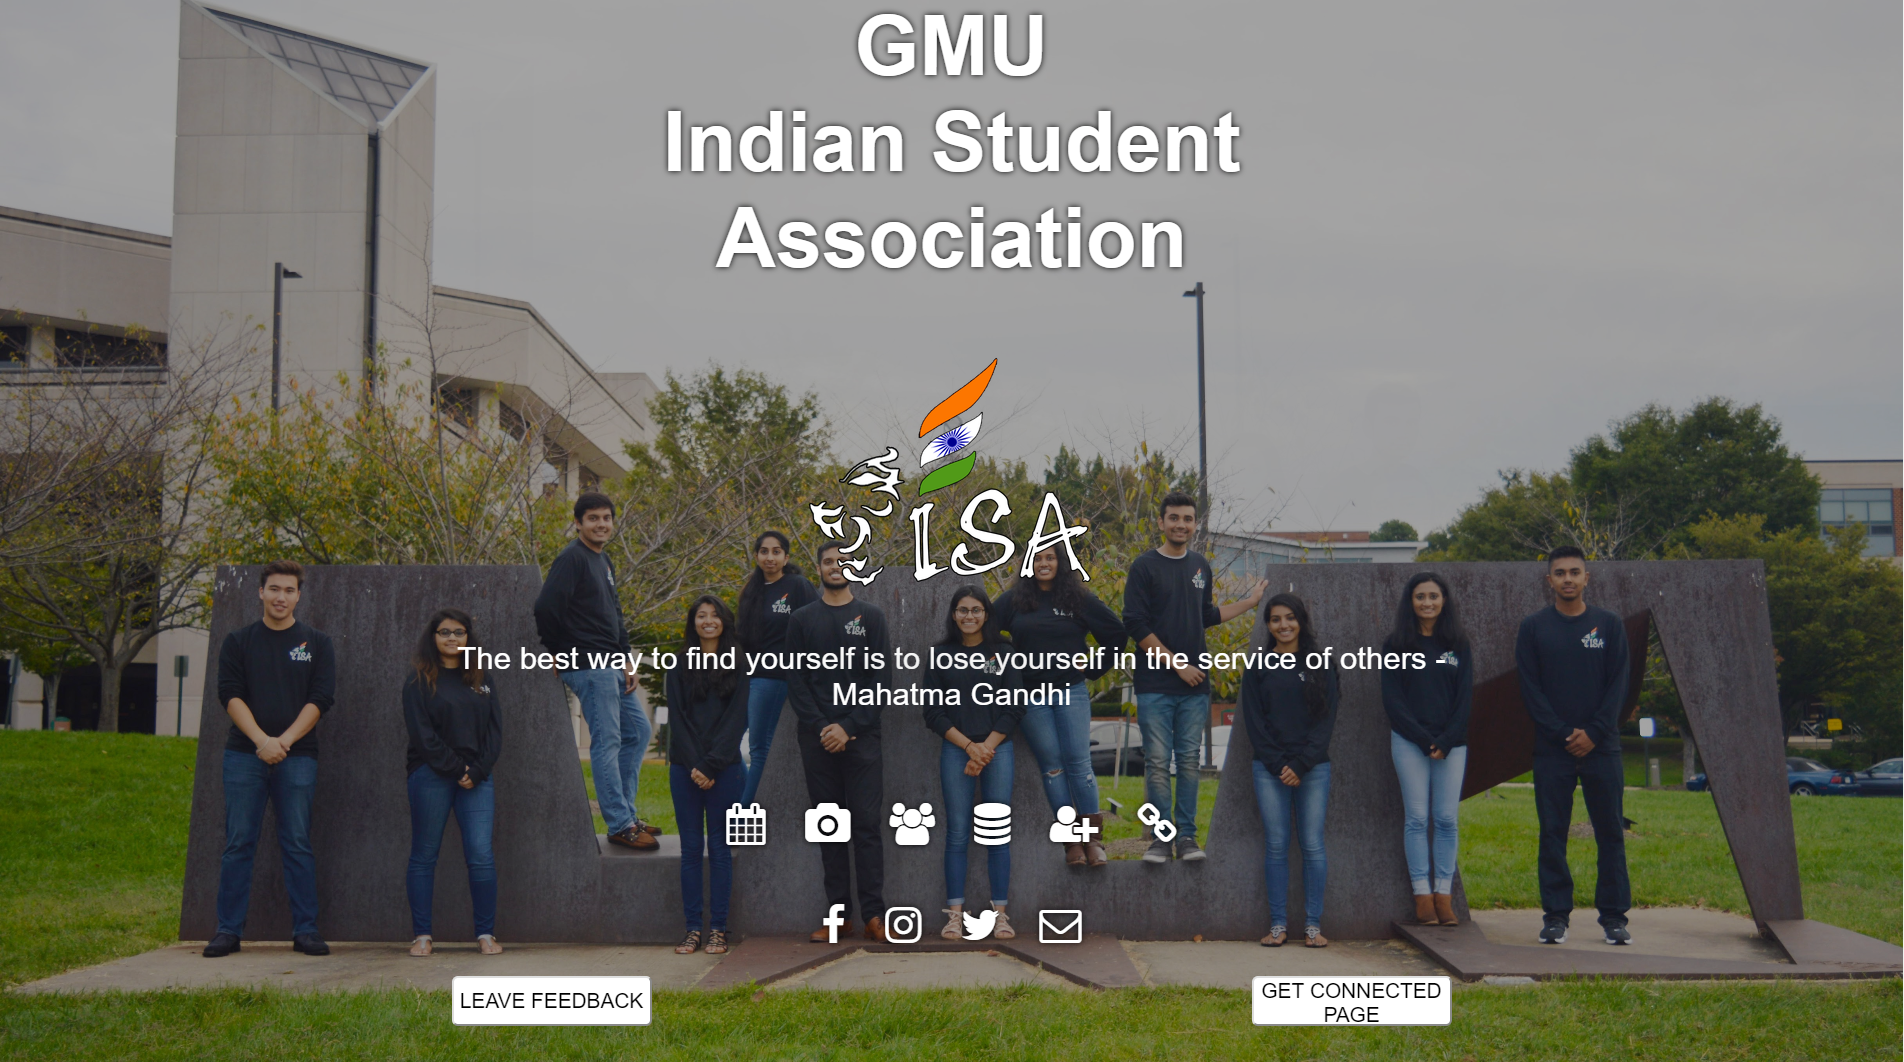 GMU
Indian Student
Association
ISA
The best way to find yourself is to lose yourself in the service of others -
Mahatma Gandhi
LEAVE FEEDBACK
GET CONNECTED
PAGE